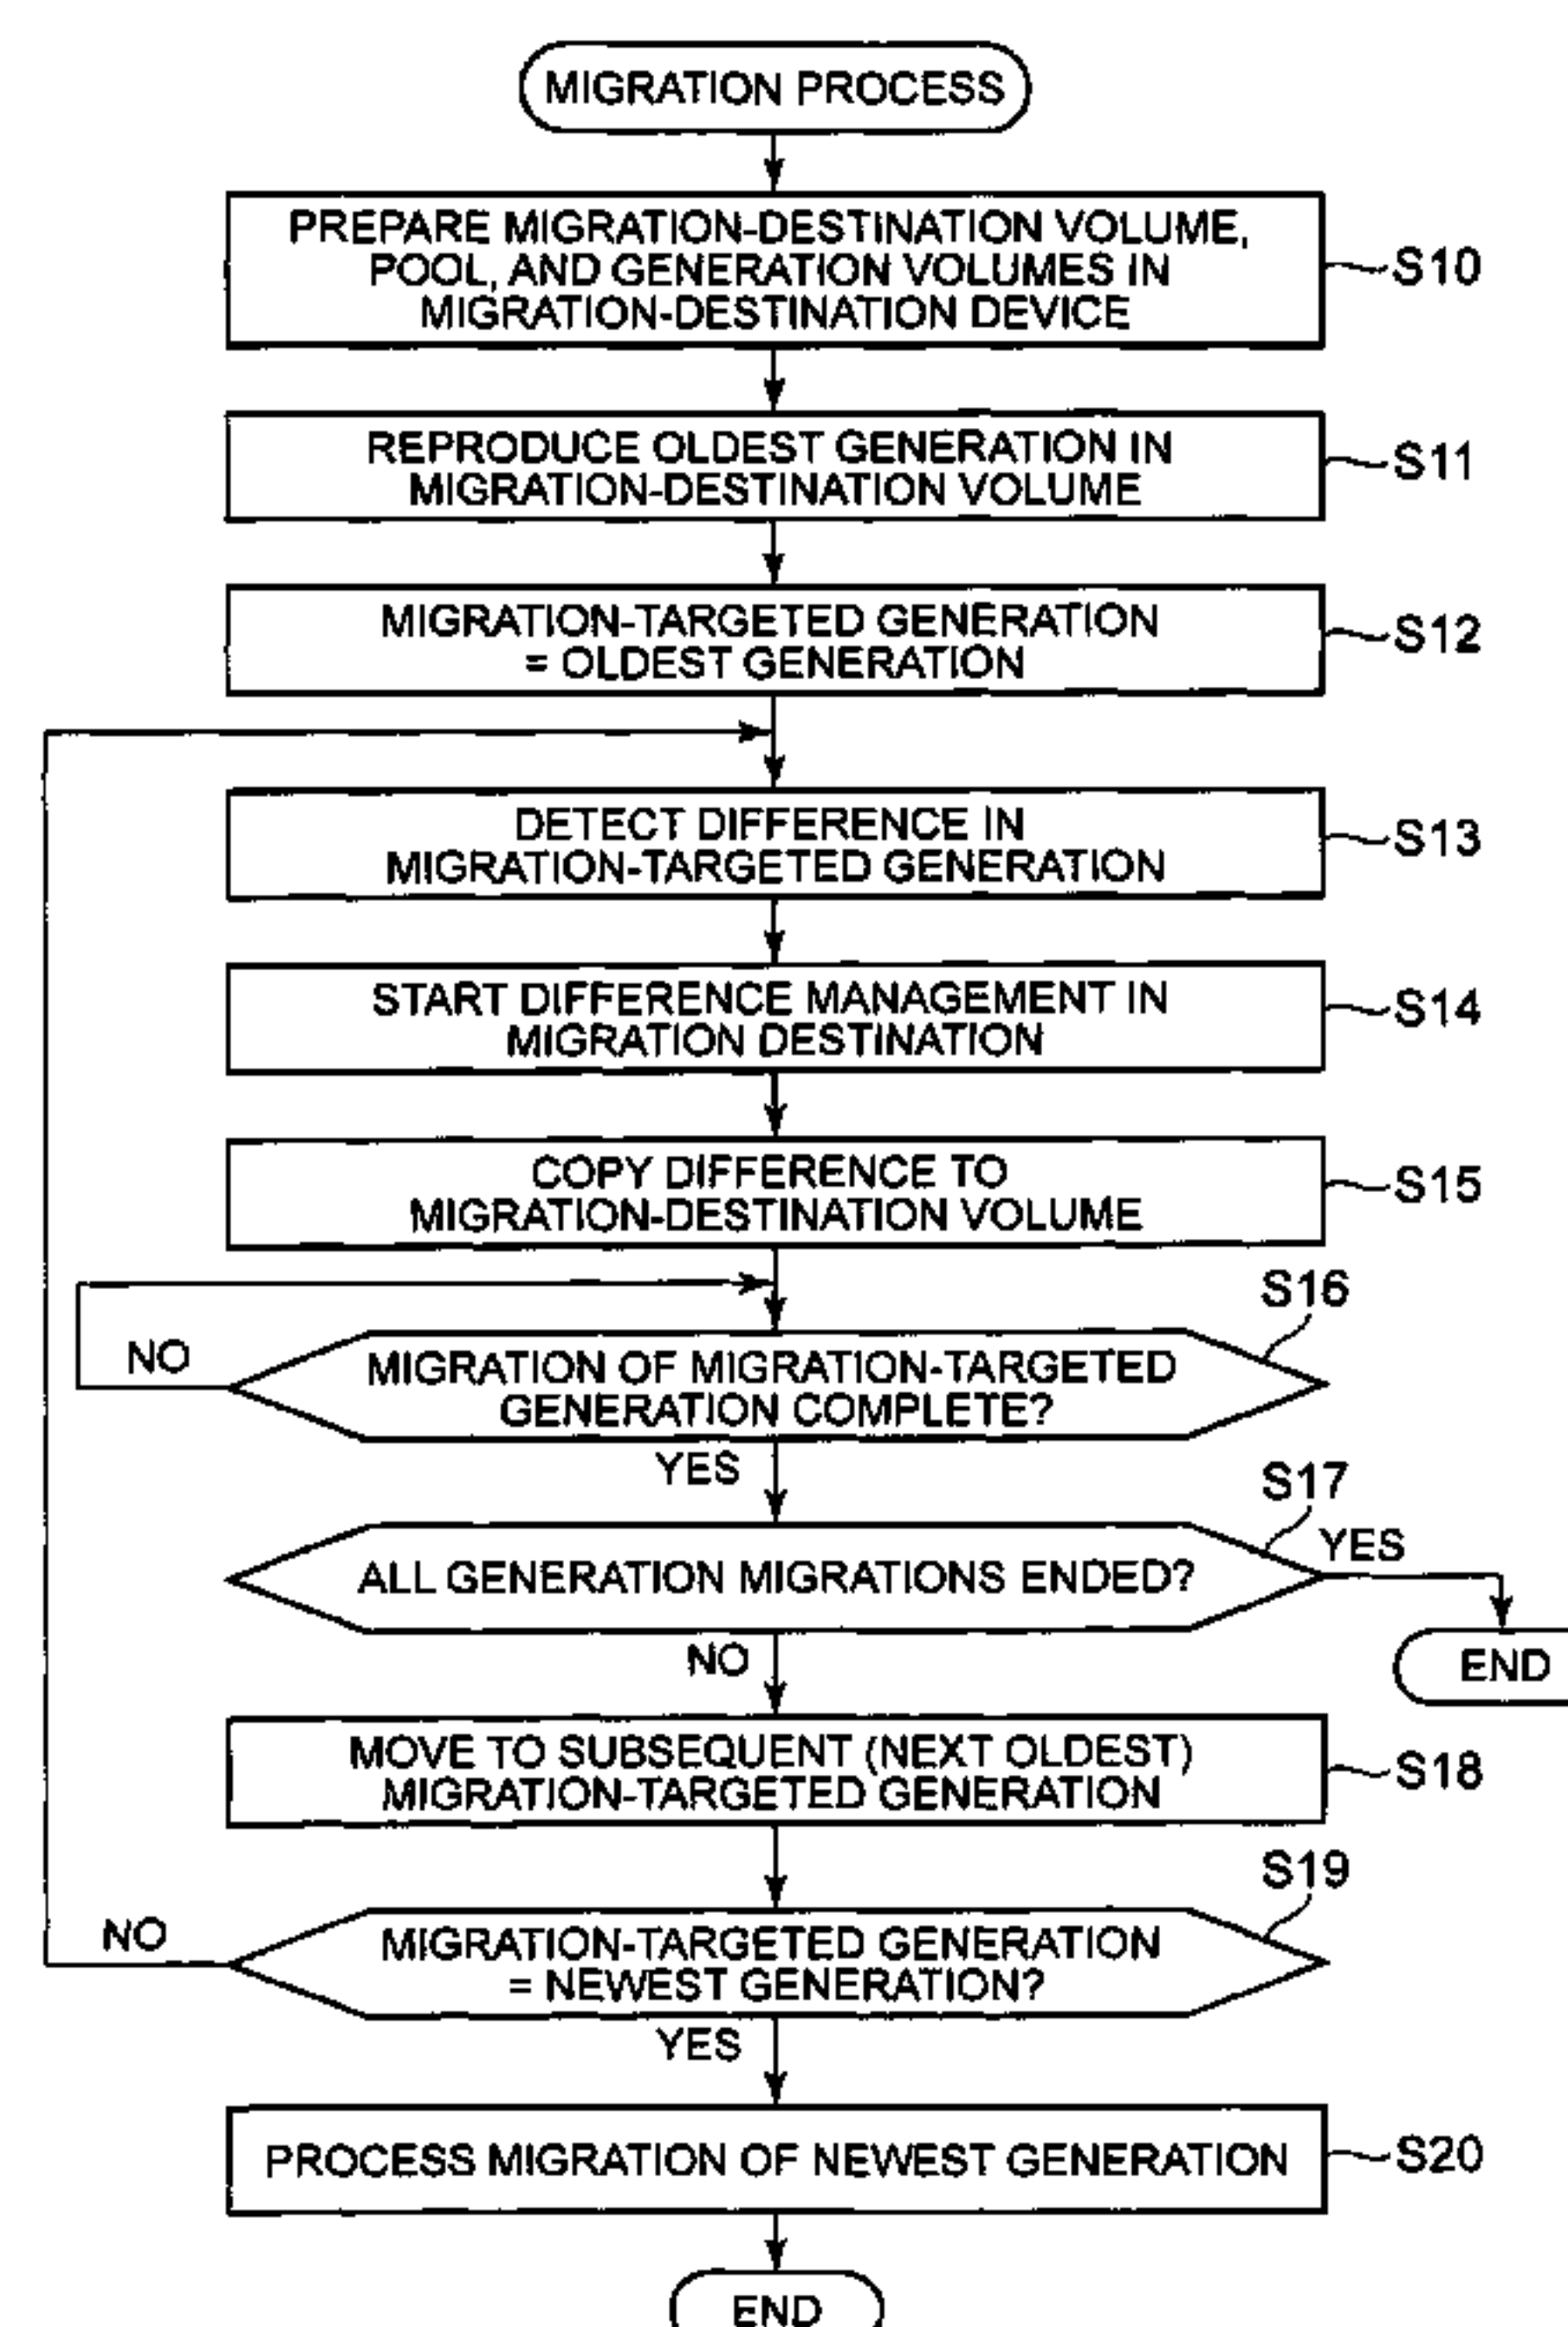 MIGRATION PROCESS
PREPARE MIGRATION-DESTINATION VOLUME,
POOL, AND GENERATION VOLUMES IN
MIGRATION-DESTINATION DEVICE
S10
REPRODUCE OLDEST GENERATION IN
MIGRATION-DESTINATION VOLUME
S11
MIGRATION-TARGETED GENERATION
= OLDEST GENERATION
S12
DETECT DIFFERENCE IN
MIGRATION-TARGETED GENERATION
S13
START DIFFERENCE MANAGEMENT IN
MIGRATION DESTINATION
S14
COPY DIFFERENCE TO
MIGRATION-DESTINATION VOLUME
S15
S16
NO
MIGRATION OF MIGRATION-TARGETED
GENERATION COMPLETE?
YES
S17
YES
ALL GENERATION MIGRATIONS ENDED?
NO
END
MOVE TO SUBSEQUENT (NEXT OLDEST)
MIGRATION-TARGETED GENERATION
S18
S19
NO
MIGRATION-TARGETED GENERATION
= NEWEST GENERATION?
YES
PROCESS MIGRATION OF NEWEST GENERATION
S20
END